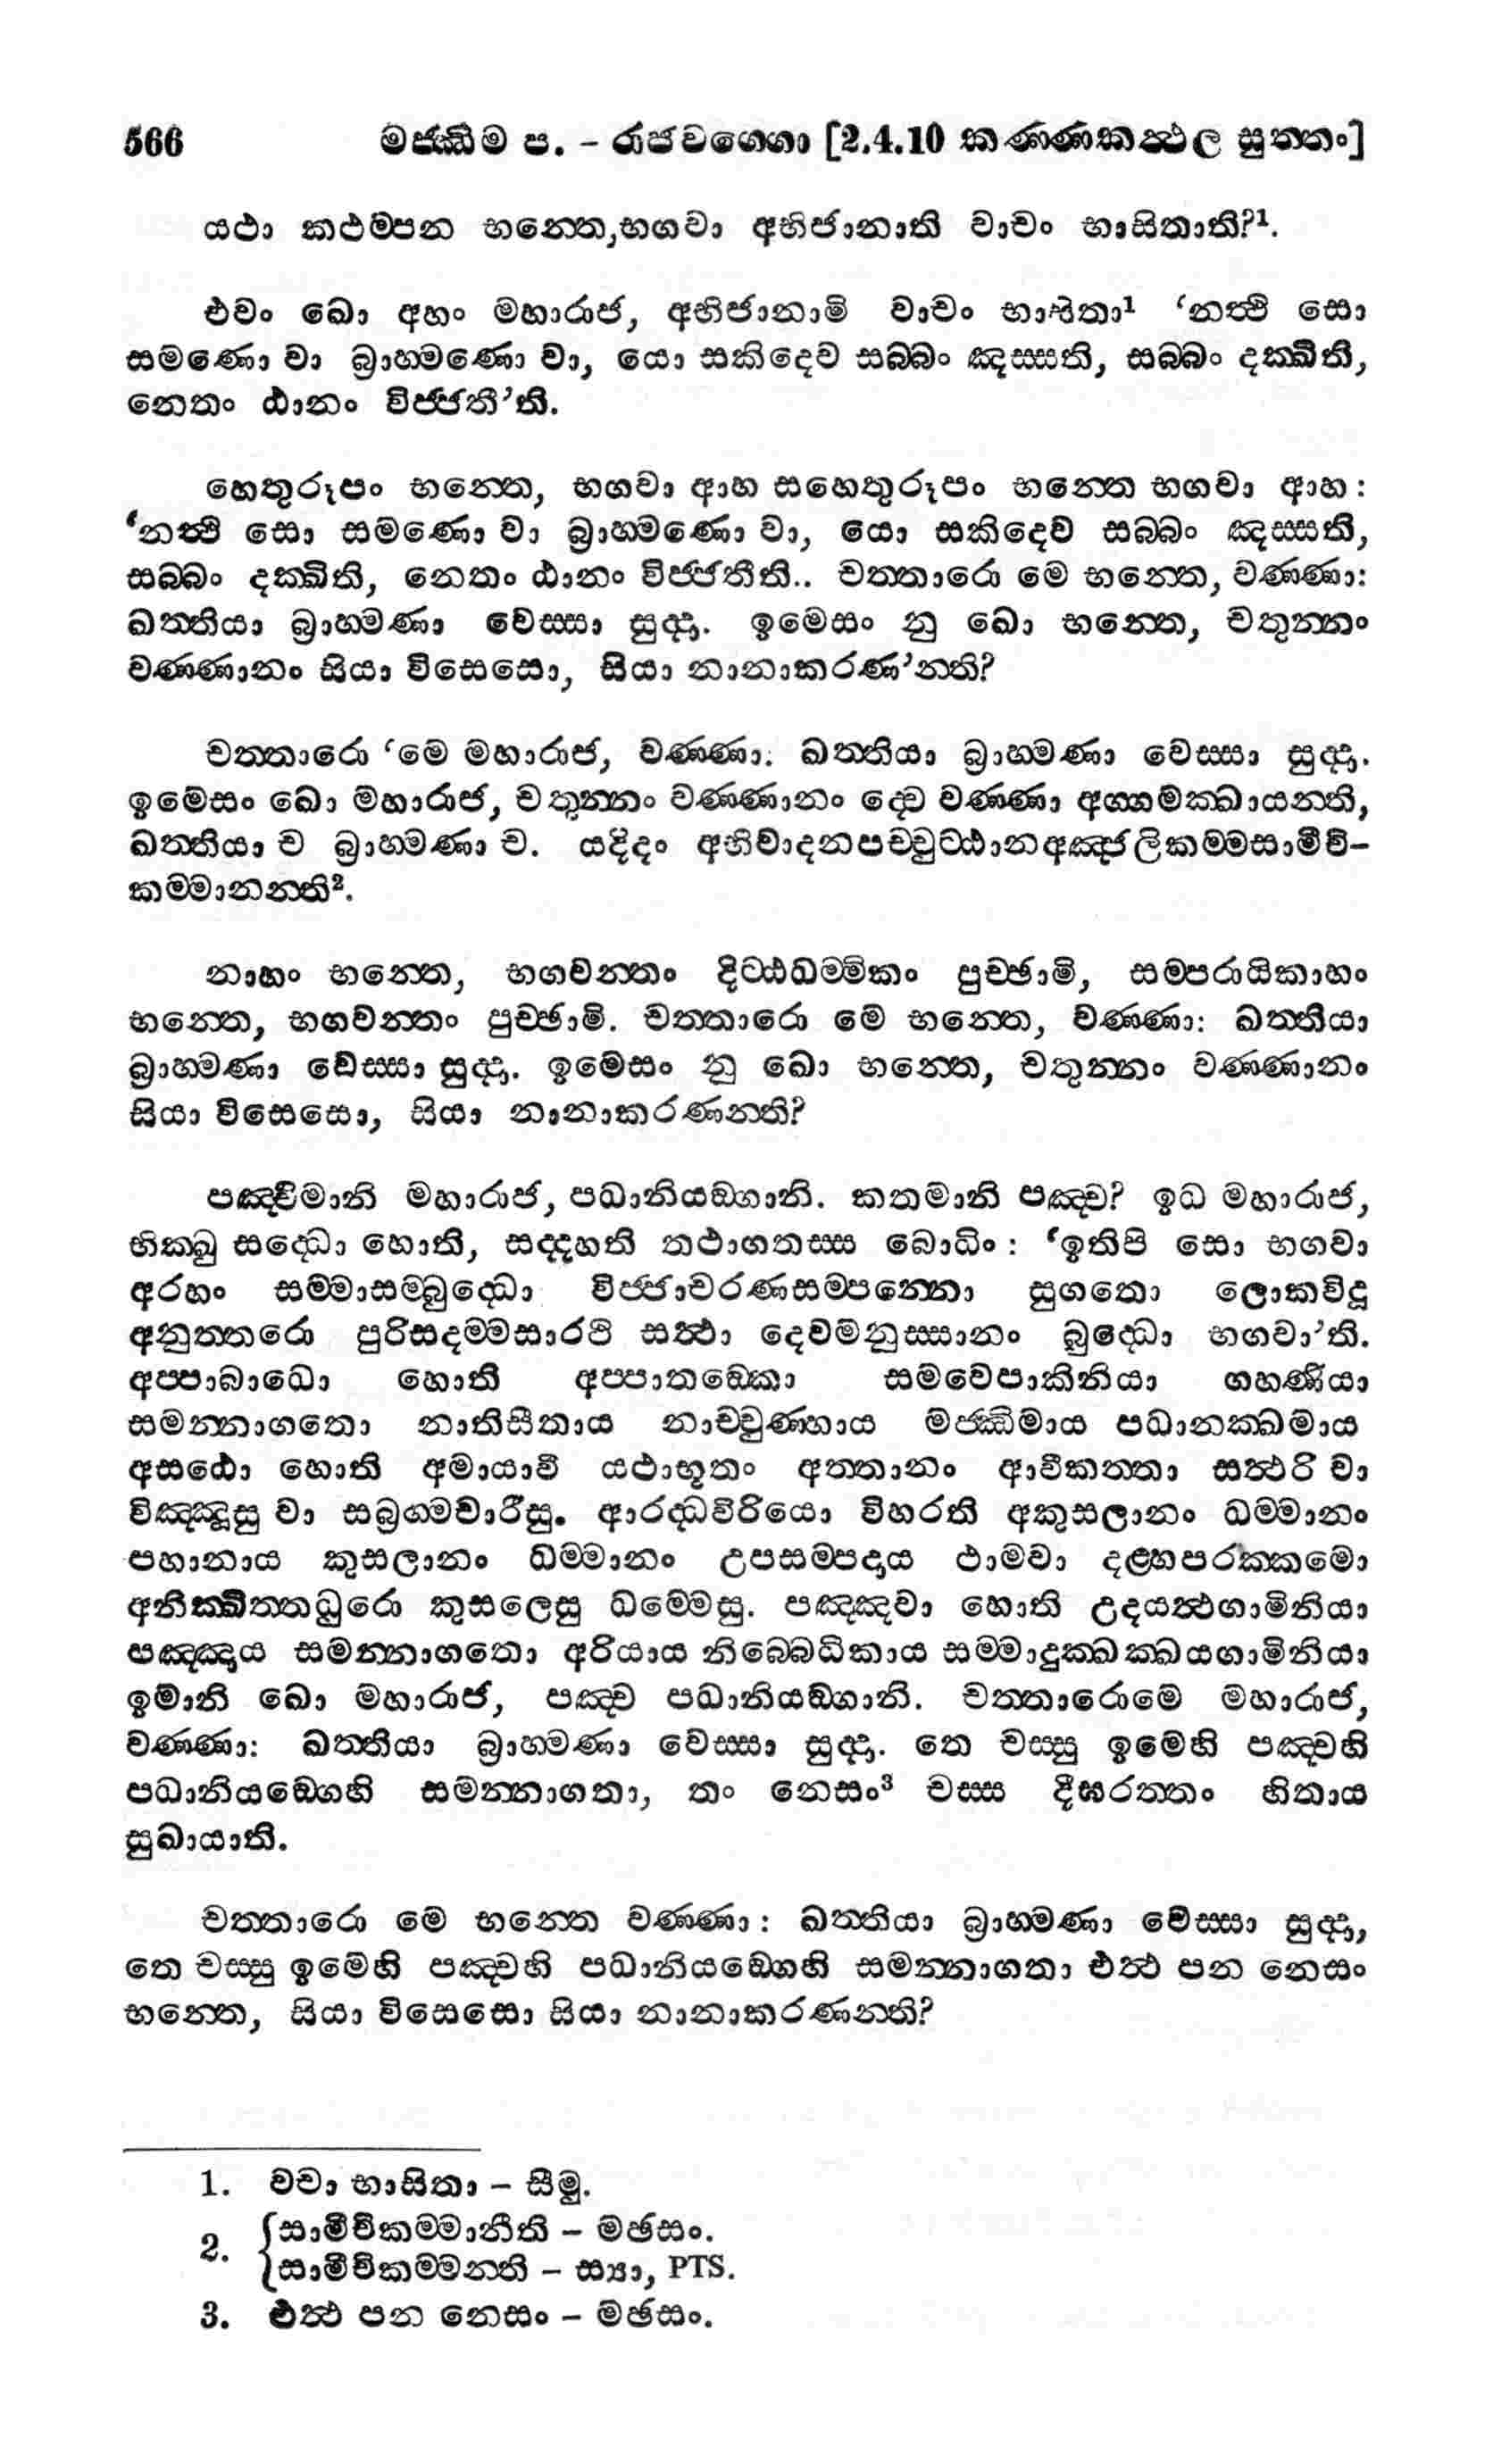 566 මජ්ඣිම ප. – රාජවග්ගො [2.4.10 කණ්ණකත්ථල සුත්තං]
යථා කථම්පන භන්තෙ,භගවා අභිජානාති වාචං භාසිතාති?¹.
එවං ඛො අහං මහාරාජ, අභිජානාමි වාචං භාසිතා¹ ‘නත්ථි සො
සමණො වා බ්‍රාහ්මණො වා, යො සකිදෙව සබ්බං ඤස්සති, සබ්බං දක්ඛිති,
නෙතං ඨානං විජ්ජතී’ති.
හෙතුරූපං භන්තෙ, භගවා ආහ සහෙතුරූපං භන්තෙ භගවා ආහ :
‘නත්ථි සො සමණො වා බ්‍රාහ්මණො වා, යො සකිදෙව සබ්බං ඤස්සති,
සබ්බං දක්ඛිති, නෙතං ඨානං විජ්ජතීති.. චත්තාරො මෙ භන්තෙ, වණ්ණා:
ඛත්තියා බ්‍රාහ්මණා වෙස්සා සුද්දා. ඉමෙසං නු ඛො භන්තෙ, චතුන්නං
වණ්ණානං සියා විසෙසො, සියා නානාකරණ’න්ති?
චත්තාරො ‘මෙ මහාරාජ, වණ්ණා: ඛත්තියා බ්‍රාහ්මණා වෙස්සා සුද්දා.
ඉමෙසං ඛො මහාරාජ, චතුන්නං වණ්ණානං ද්වෙ වණ්ණා අග්ගමක්ඛායන්ති,
ඛත්තියා ච බ්‍රාහ්මණා ච. යදිදං අභිවාදනපච්චුට්ඨානඅඤ්ජලිකම්මසාමීචි–
කම්මානන්ති².
නාහං භන්තෙ, භගවන්තං දිට්ඨධම්මිකං පුච්ඡාමි, සම්පරායිකාහං
භන්තෙ, භගවන්තං පුච්ඡාමි. චත්තාරො මෙ භන්තෙ, වණ්ණා: ඛත්තියා
බ්‍රාහ්මණා වෙස්සා සුද්දා. ඉමෙසං නු ඛො භන්තෙ, චතුන්නං වණ්ණානං
සියා විසෙසො, සියා නානාකරණන්ති?
පඤ්චිමානි මහාරාජ, පධානියඞ්ගානි. කතමානි පඤ්ච? ඉධ මහාරාජ,
භික්ඛු සද්ධො හොති, සද්දහති තථාගතස්ස බොධිං : ‘ඉතිපි සො භගවා
අරහං සම්මාසම්බුද්ධො විජ්ජාචරණසම්පන්නො සුගතො ලොකවිදූ
අනුත්තරො පුරිසදම්මසාරථි සත්ථා දෙවමනුස්සානං බුද්ධො භගවා’ති.
අප්පාබාධො හොති අප්පාතඞ්කො සමවෙපාකිනියා ගහණියා
සමන්නාගතො නාතිසීතාය නාච්චුණ්හාය මජ්ඣිමාය පධානක්ඛමාය
අසඨො හොති අමායාවී යථාභූතං අත්තානං ආවීකත්තා සත්ථරි වා
විඤ්ඤූසු වා සබ්‍රහ්මචාරීසු. ආරද්ධවිරියො විහරති අකුසලානං ධම්මානං
පහානාය කුසලානං ධම්මානං උපසම්පදාය ථාමවා දළ්හපරක්කමො
අනික්ඛිත්තධුරො කුසලෙසු ධම්මෙසු. පඤ්ඤවා හොති උදයත්ථගාමිනියා
පඤ්ඤාය සමන්නාගතො අරියාය නිබ්බෙධිකාය සම්මාදුක්ඛක්ඛයගාමිනියා
ඉමානි ඛො මහාරාජ, පඤ්ච පධානියඞ්ගානි. චත්තාරොමෙ මහාරාජ,
වණ්ණා: ඛත්තියා බ්‍රාහ්මණා වෙස්සා සුද්දා. තෙ චස්සු ඉමෙහි පඤ්චහි
පධානියඞ්ගෙහි සමන්නාගතා, තං නෙසං³ චස්ස දීඝරත්තං හිතාය
සුඛායාති.
චත්තාරො මෙ භන්තෙ වණ්ණා : ඛත්තියා බ්‍රාහ්මණා වෙස්සා සුද්දා,
තෙ චස්සු ඉමෙහි පඤ්චහි පධානියඞ්ගෙහි සමන්නාගතා එත්ථ පන නෙසං
භන්තෙ, සියා විසෙසො සියා නානාකරණන්ති?
1. වචා භාසිතා – සීමු.
2. {සාමීචිකම්මානීති – මඡසං.
{සාමීචිකම්මන්ති – ස්‍යා, PTS.
3. එත්ථ පන නෙසං – මඡසං.